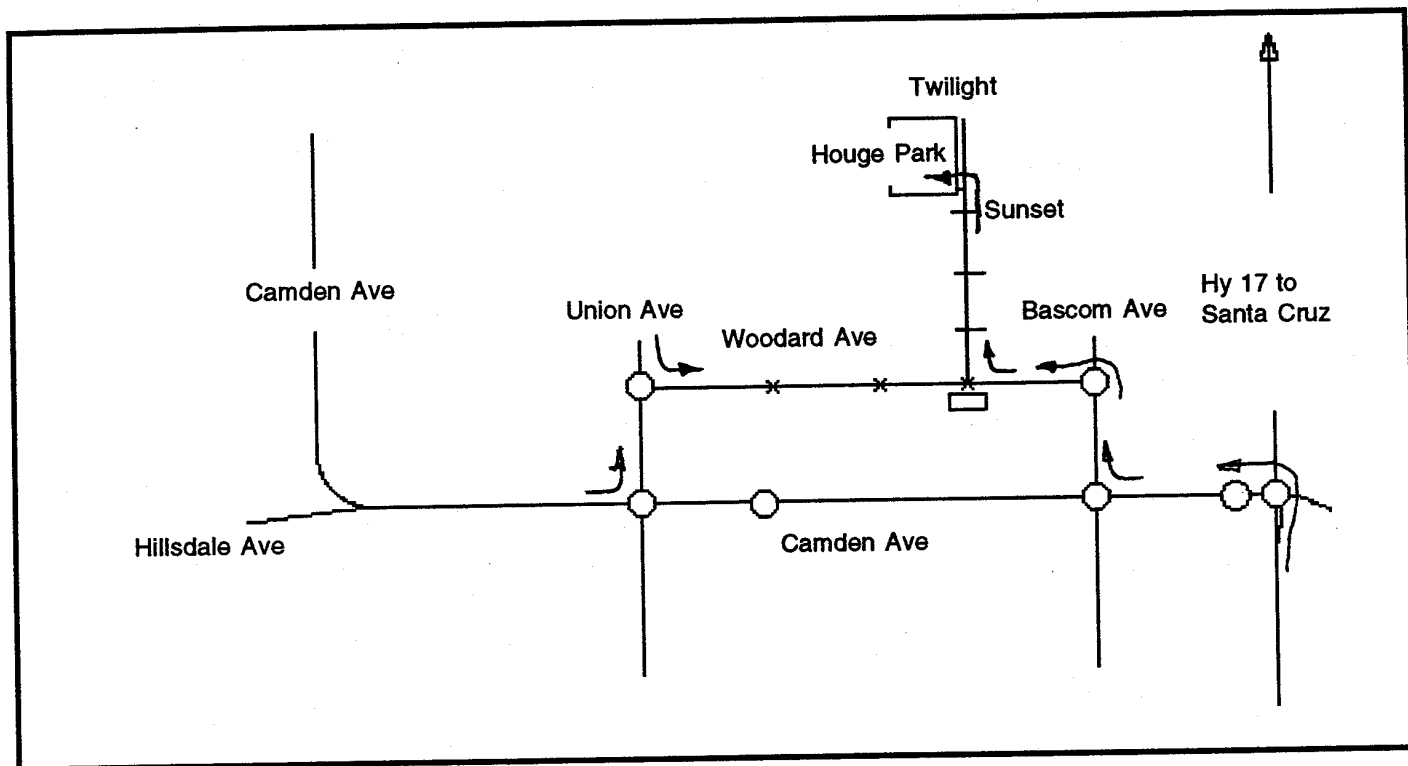 Twilight
Houge Park
Sunset
Camden Ave
Hy 17 to
Santa Cruz
Union Ave
Bascom Ave
Woodard Ave
Hillsdale Ave
Camden Ave